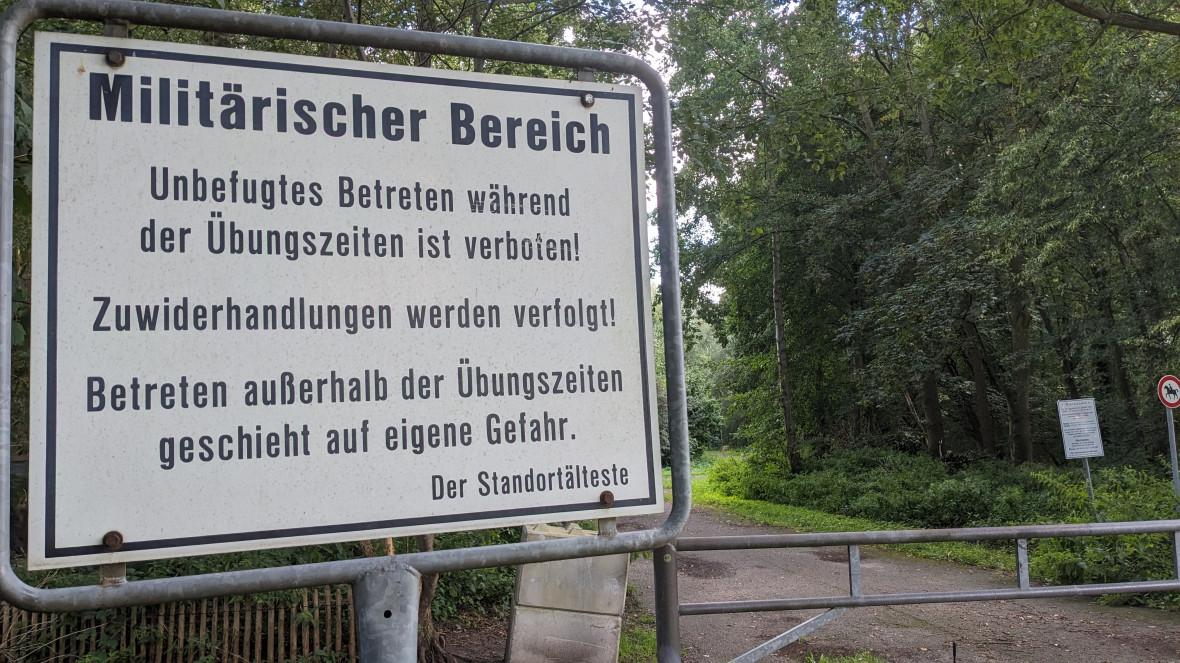 Militärischer Bereich
Unbefugtes Betreten während
der Übungszeiten ist verboten!
Zuwiderhandlungen werden verfolgt!
Betreten außerhalb der Übungszeiten
geschieht auf eigene Gefahr.
Der Standortälteste